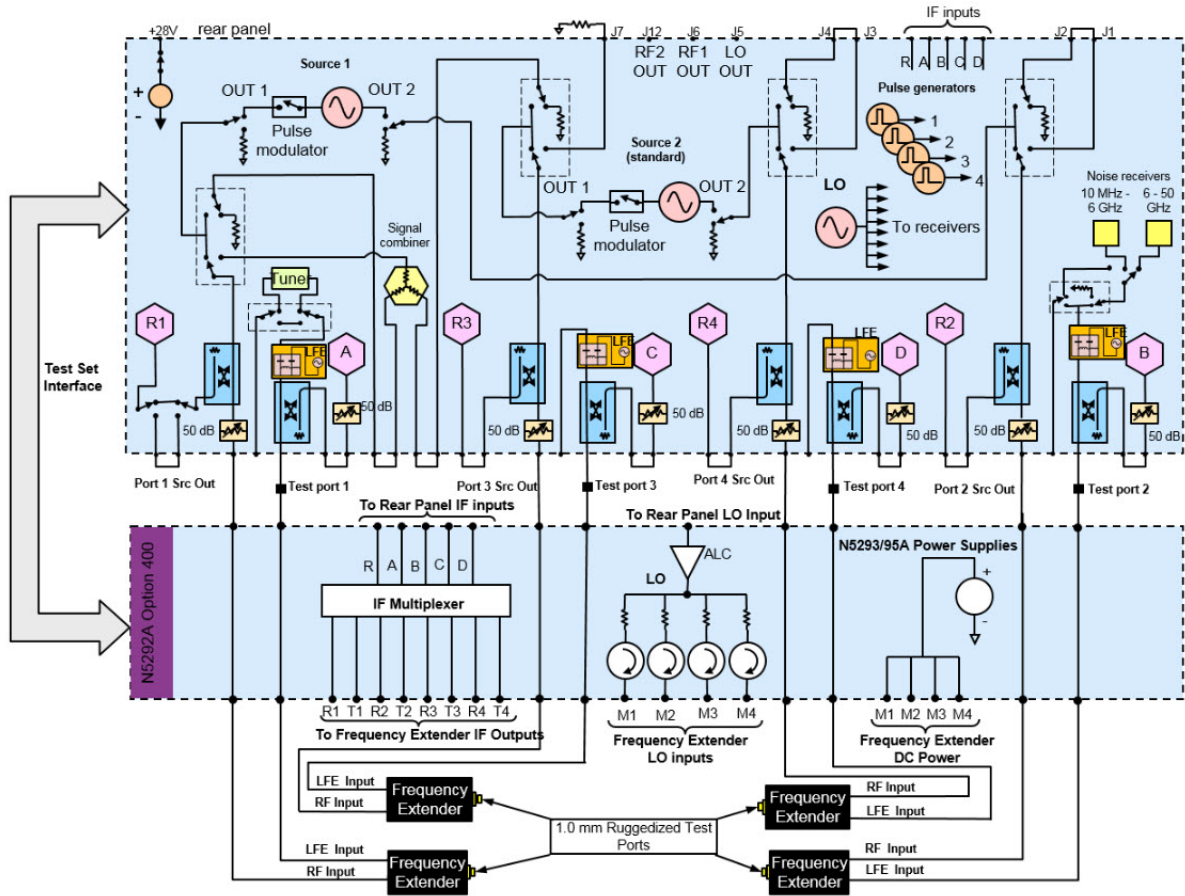 +28V
rear panel
J7
J12
J6
J5
J4
J3
IF inputs
J2
J1
RF2
OUT
RF1
OUT
LO
OUT
R
A
B
C
D
Source 1
+
-
OUT 1
OUT 2
Pulse
modulator
Pulse generators
1
2
3
4
Source 2
(standard)
OUT 1
OUT 2
Pulse
modulator
LO
To receivers
Noise receivers
10 MHz -
6 GHz
6 - 50
GHz
Signal
combiner
Tuner
Test Set
Interface
R1
LFE
A
R3
LFE
C
R4
LFE
D
R2
LFE
B
50 dB
50 dB
50 dB
50 dB
50 dB
50 dB
50 dB
50 dB
Port 1 Src Out
Test port 1
Port 3 Src Out
Test port 3
Port 4 Src Out
Test port 4
Port 2 Src Out
Test port 2
To Rear Panel IF inputs
To Rear Panel LO Input
N5292A Option 400
R
A
B
C
D
IF Multiplexer
ALC
LO
N5293/95A Power Supplies
+
-
R1
T1
R2
T2
R3
T3
R4
T4
To Frequency Extender IF Outputs
M1
M2
M3
M4
Frequency Extender
LO inputs
M1
M2
M3
M4
Frequency Extender
DC Power
LFE Input
RF Input
Frequency
Extender
RF Input
LFE Input
Frequency
Extender
1.0 mm Ruggedized Test
Ports
LFE Input
RF Input
Frequency
Extender
RF Input
LFE Input
Frequency
Extender